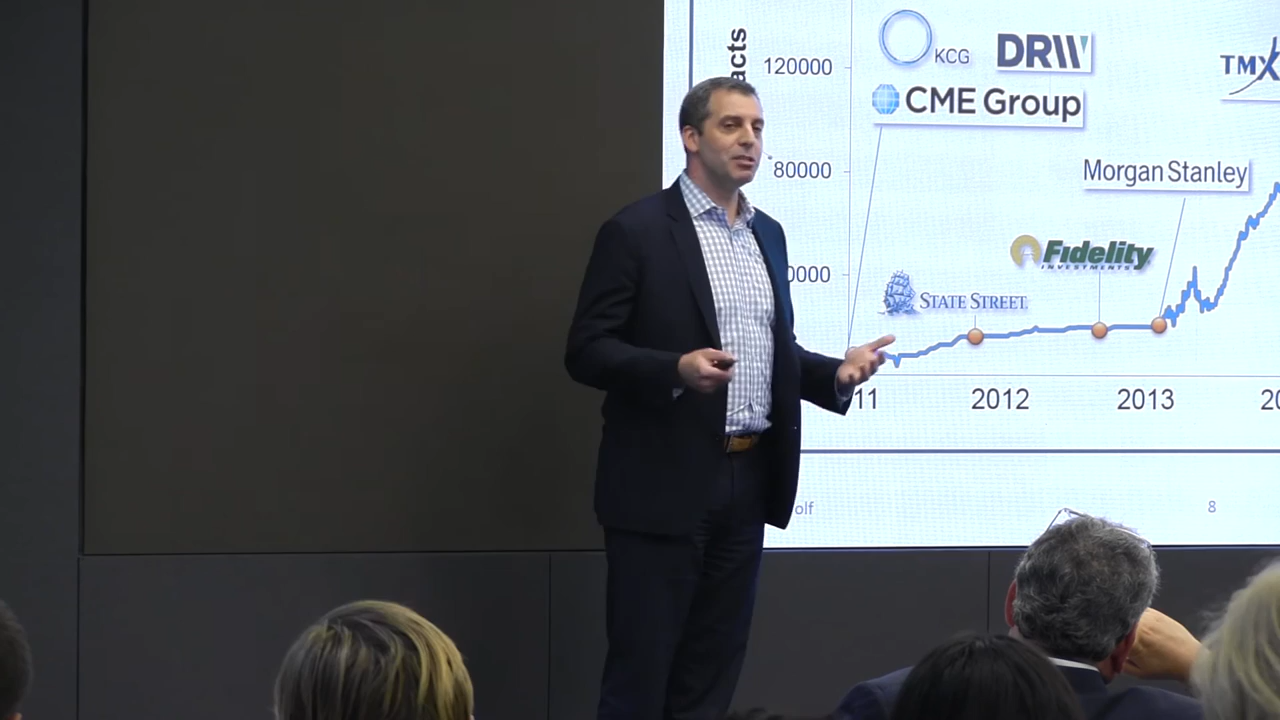 acts
120000
80000
0000
KCG
DRW
CME Group
TMX
Morgan Stanley
Fidelity
INVESTMENTS
STATE STREET
11
2012
2013
20
olf
8